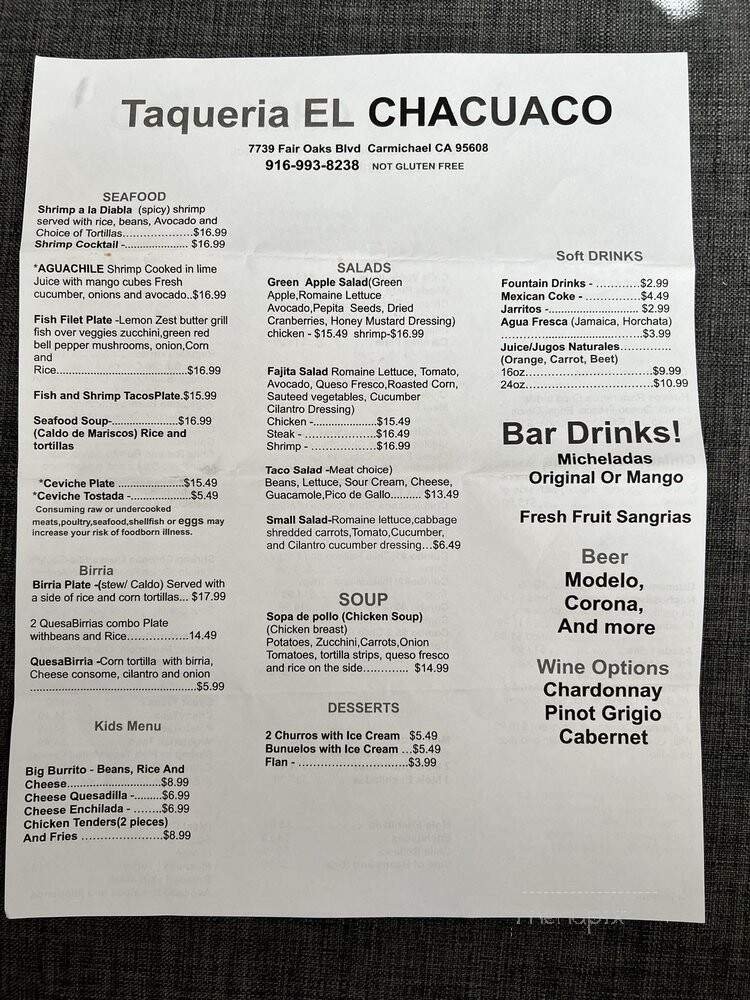 Taqueria EL CHACUACO
7739 Fair Oaks Blvd Carmichael CA 95608
916-993-8238 NOT GLUTEN FREE
SEAFOOD
Shrimp a la Diabla (spicy) shrimp
served with rice, beans, Avocado and
Choice of Tortillas...................$16.99
Shrimp Cocktail -...................... $16.99
*AGUACHILE Shrimp Cooked in lime
Juice with mango cubes Fresh
cucumber, onions and avocado..$16.99
Fish Filet Plate -Lemon Zest butter grill
fish over veggies zucchini,green red
bell pepper mushrooms, onion,Corn
and
Rice.........................................$16.99
Fish and Shrimp TacosPlate.$15.99
Seafood Soup-.....................$16.99
(Caldo de Mariscos) Rice and
tortillas
*Ceviche Plate .....................$15.49
*Ceviche Tostada -...................$5.49
Consuming raw or undercooked
meats,poultry,seafood,shellfish or eggs may
increase your risk of foodborn illness.
Birria
Birria Plate -(stew/ Caldo) Served with
a side of rice and corn tortillas... $17.99
2 QuesaBirrias combo Plate
withbeans and Rice.................14.49
QuesaBirria -Corn tortilla with birria,
Cheese consome, cilantro and onion
....................................................$5.99
Kids Menu
Big Burrito - Beans, Rice And
Cheese.............................$8.99
Cheese Quesadilla -.........$6.99
Cheese Enchilada - ........$6.99
Chicken Tenders(2 pieces)
And Fries .........................$8.99
SALADS
Green Apple Salad(Green
Apple,Romaine Lettuce
Avocado,Pepita Seeds, Dried
Cranberries, Honey Mustard Dressing)
chicken - $15.49 shrimp-$16.99
Fajita Salad Romaine Lettuce, Tomato,
Avocado, Queso Fresco,Roasted Corn,
Sauteed vegetables, Cucumber
Cilantro Dressing)
Chicken -....................$15.49
Steak - ......................$16.49
Shrimp - ....................$16.99
Taco Salad -Meat choice)
Beans, Lettuce, Sour Cream, Cheese,
Guacamole,Pico de Gallo.......... $13.49
Small Salad-Romaine lettuce,cabbage
shredded carrots,Tomato,Cucumber,
and Cilantro cucumber dressing...$6.49
SOUP
Sopa de pollo (Chicken Soup)
(Chicken breast)
Potatoes, Zucchini,Carrots,Onion
Tomatoes, tortilla strips, queso fresco
and rice on the side............. $14.99
DESSERTS
2 Churros with Ice Cream $5.49
Bunuelos with Ice Cream ...$5.49
Flan - ..................................$3.99
Soft DRINKS
Fountain Drinks - ............$2.99
Mexican Coke - ...............$4.49
Jarritos -............................ $2.99
Agua Fresca (Jamaica, Horchata)
...........................................$3.99
Juice/Jugos Naturales...............
(Orange, Carrot, Beet)
16oz.......................................$9.99
24oz.......................................$10.99
Bar Drinks!
Micheladas
Original Or Mango
Fresh Fruit Sangrias
Beer
Modelo,
Corona,
And more
Wine Options
Chardonnay
Pinot Grigio
Cabernet
menupix